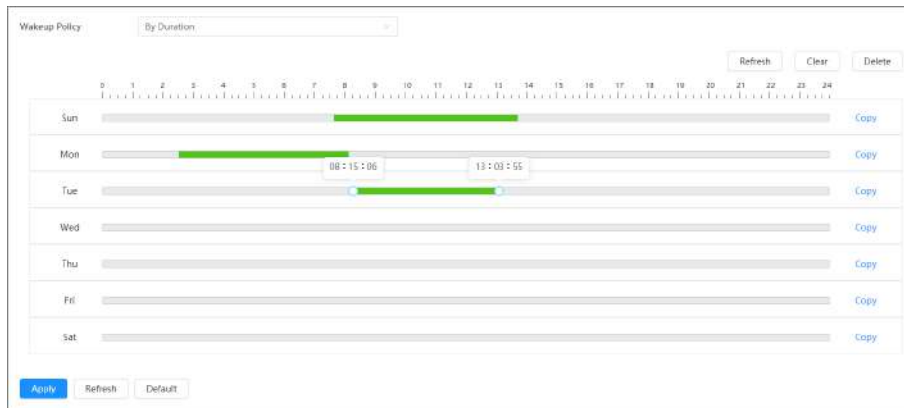 Wakeup Policy By Duration
Refresh Clear Delete
0 1 2 3 4 5 6 7 8 9 10 11 12 13 14 15 16 17 18 19 20 21 22 23 24
Sun Copy
Mon Copy
08 : 15 : 06 13 : 03 : 55
Tue Copy
Wed Copy
Thu Copy
Fri Copy
Sat Copy
Apply Refresh Default